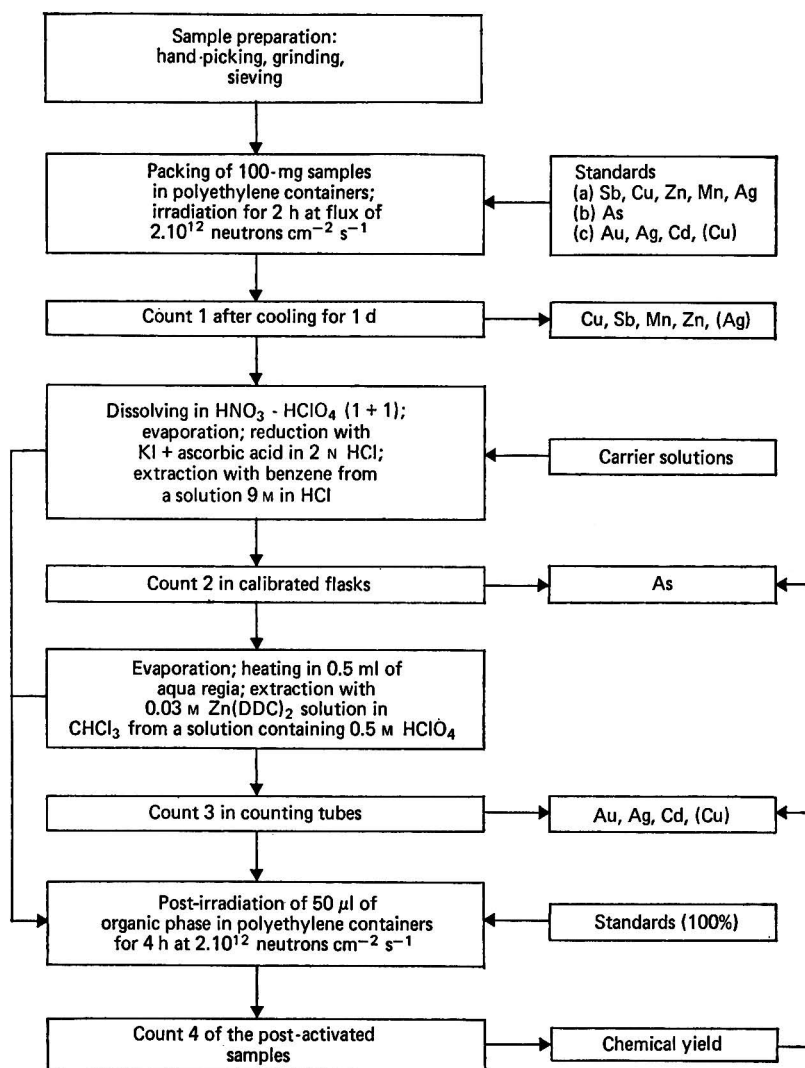 Sample preparation:
hand-picking, grinding,
sieving
Packing of 100-mg samples
in polyethylene containers;
irradiation for 2 h at flux of
2.10¹² neutrons cm⁻² s⁻¹
Standards
(a) Sb, Cu, Zn, Mn, Ag
(b) As
(c) Au, Ag, Cd, (Cu)
Count 1 after cooling for 1 d
Cu, Sb, Mn, Zn, (Ag)
Dissolving in HNO₃ - HClO₄ (1 + 1);
evaporation; reduction with
KI + ascorbic acid in 2 N HCl;
extraction with benzene from
a solution 9 M in HCl
Carrier solutions
Count 2 in calibrated flasks
As
Evaporation; heating in 0.5 ml of
aqua regia; extraction with
0.03 M Zn(DDC)₂ solution in
CHCl₃ from a solution containing 0.5 M HClO₄
Count 3 in counting tubes
Au, Ag, Cd, (Cu)
Post-irradiation of 50 μl of
organic phase in polyethylene containers
for 4 h at 2.10¹² neutrons cm⁻² s⁻¹
Standards (100%)
Count 4 of the post-activated
samples
Chemical yield